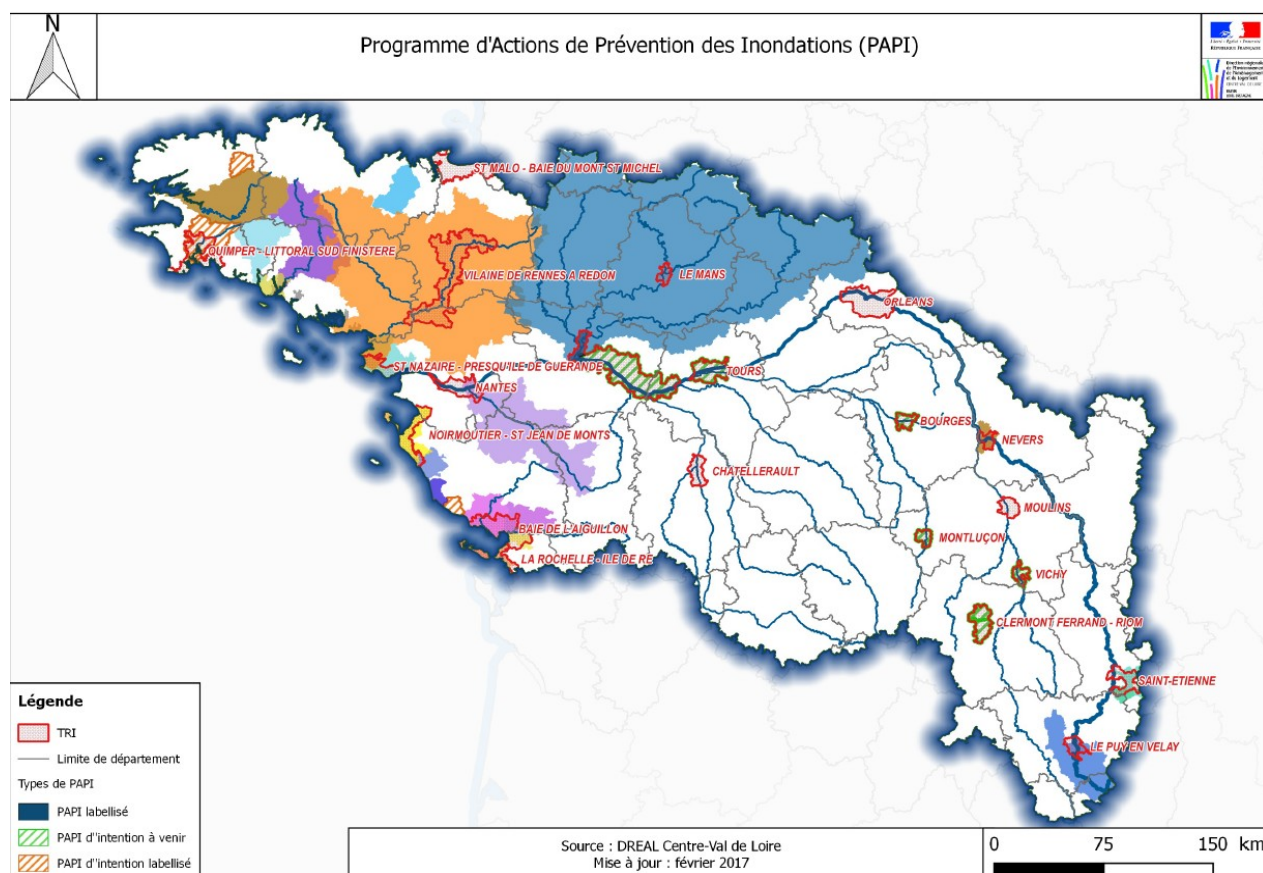 N
Programme d'Actions de Prévention des Inondations (PAPI)
RÉPUBLIQUE FRANÇAISE
ST MALO - BAIE DU MONT ST MICHEL
QUIMPER - LITTORAL SUD FINISTERE
VILAINE DE RENNES A REDON
LE MANS
ORLEANS
ST NAZAIRE - PRESQU'ILE DE GUERANDE
TOURS
NANTES
BOURGES
NEVERS
NOIRMOUTIER - ST JEAN DE MONTS
CHATELLERAULT
MOULINS
BAIE DE L'AIGUILLON
MONTLUÇON
LA ROCHELLE - ILE DE RE
VICHY
CLERMONT FERRAND - RIOM
SAINT-ETIENNE
LE PUY EN VELAY
Légende
TRI
Limite de département
Types de PAPI
PAPI labellisé
PAPI d''intention à venir
PAPI d''intention labellisé
Source : DREAL Centre-Val de Loire
Mise à jour : février 2017
0 75 150 km